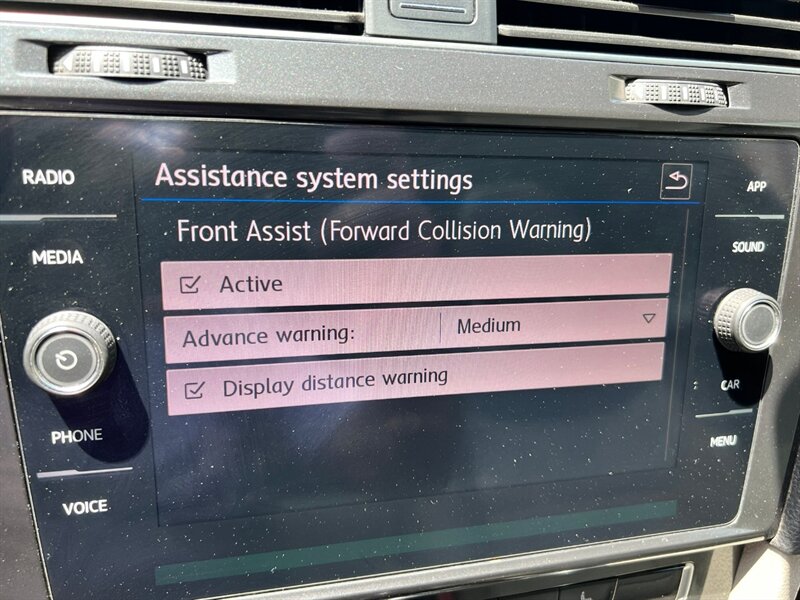 RADIO
MEDIA
PHONE
VOICE
Assistance system settings
Front Assist (Forward Collision Warning)
Active
Advance warning: Medium
Display distance warning
APP
SOUND
CAR
MENU